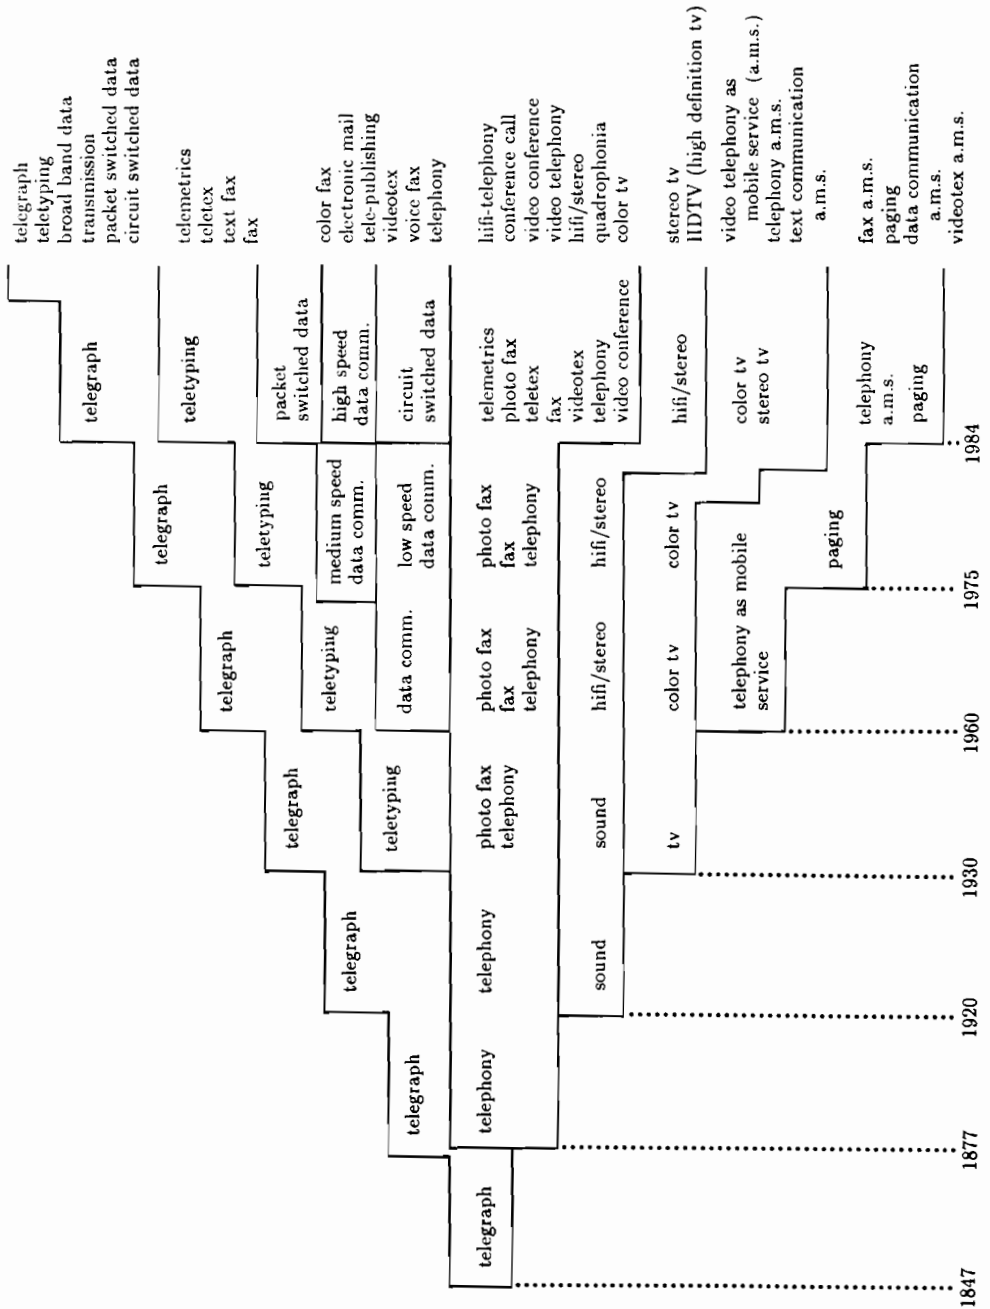 telegraph
telegraph
telephony
telegraph
telephony
sound
telegraph
teletyping
photo fax
telephony
sound
tv
telegraph
teletyping
data comm.
photo fax
fax
telephony
hifi/stereo
color tv
telephony as mobile
service
telegraph
teletyping
medium speed
data comm.
low speed
data comm.
photo fax
fax
telephony
hifi/stereo
color tv
paging
telegraph
teletyping
packet
switched data
high speed
data comm.
circuit
switched data
telemetrics
photo fax
teletex
fax
videotex
telephony
video conference
hifi/stereo
color tv
stereo tv
telephony
a.m.s.
paging
telegraph
teletyping
broad band data
transmission
packet switched data
circuit switched data
telemetrics
teletex
text fax
fax
color fax
electronic mail
tele-publishing
videotex
voice fax
telephony
hifi-telephony
conference call
video conference
video telephony
hifi/stereo
quadrophonia
color tv
stereo tv
HDTV (high definition tv)
video telephony as
mobile service (a.m.s.)
telephony a.m.s.
text communication
a.m.s.
fax a.m.s.
paging
data communication
a.m.s.
videotex a.m.s.
1847
1877
1920
1930
1960
1975
1984